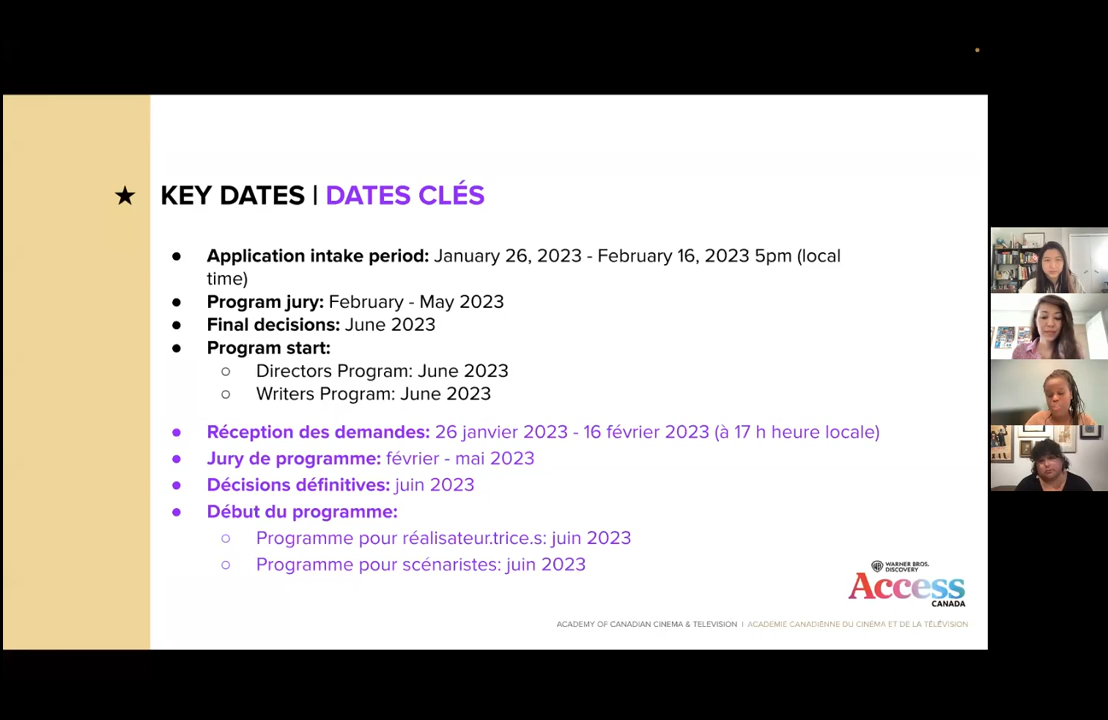 ★ KEY DATES | DATES CLÉS
● Application intake period: January 26, 2023 - February 16, 2023 5pm (local
time)
● Program jury: February - May 2023
● Final decisions: June 2023
● Program start:
○ Directors Program: June 2023
○ Writers Program: June 2023
● Réception des demandes: 26 janvier 2023 - 16 février 2023 (à 17 h heure locale)
● Jury de programme: février - mai 2023
● Décisions définitives: juin 2023
● Début du programme:
○ Programme pour réalisateur.trice.s: juin 2023
○ Programme pour scénaristes: juin 2023
WARNER BROS.
DISCOVERY
Access
CANADA
ACADEMY OF CANADIAN CINEMA & TELEVISION | ACADÉMIE CANADIENNE DU CINÉMA ET DE LA TÉLÉVISION